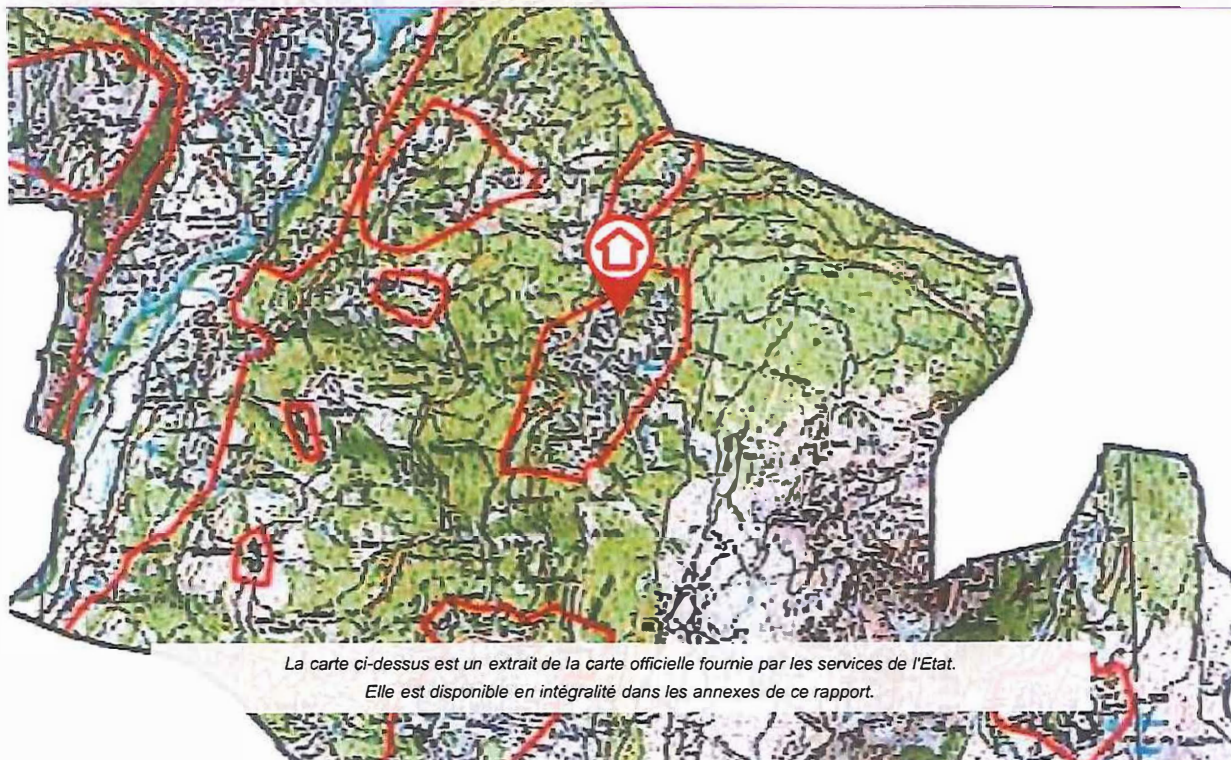 La carte ci-dessus est un extrait de la carte officielle fournie par les services de l'Etat.
Elle est disponible en intégralité dans les annexes de ce rapport.